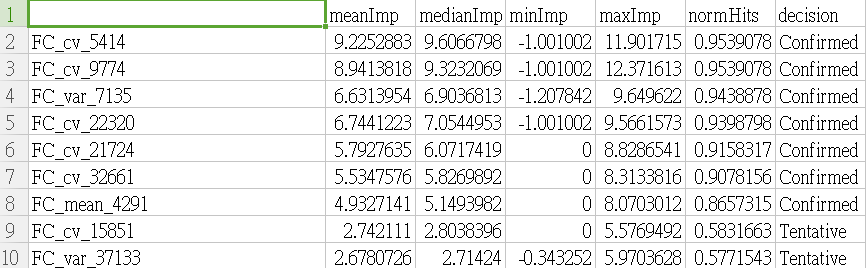 1 meanImp medianImp minImp maxImp normHits decision
2 FC_cv_5414 9.2252883 9.6066798 -1.001002 11.901715 0.9539078 Confirmed
3 FC_cv_9774 8.9413818 9.3232069 -1.001002 12.371613 0.9539078 Confirmed
4 FC_var_7135 6.6313954 6.9036813 -1.207842 9.649622 0.9438878 Confirmed
5 FC_cv_22320 6.7441223 7.0544953 -1.001002 9.5661573 0.9398798 Confirmed
6 FC_cv_21724 5.7927635 6.0717419 0 8.8286541 0.9158317 Confirmed
7 FC_cv_32661 5.5347576 5.8269892 0 8.3133816 0.9078156 Confirmed
8 FC_mean_4291 4.9327141 5.1493982 0 8.0703012 0.8657315 Confirmed
9 FC_cv_15851 2.742111 2.8038396 0 5.5769492 0.5831663 Tentative
10 FC_var_37133 2.6780726 2.71424 -0.343252 5.9703628 0.5771543 Tentative